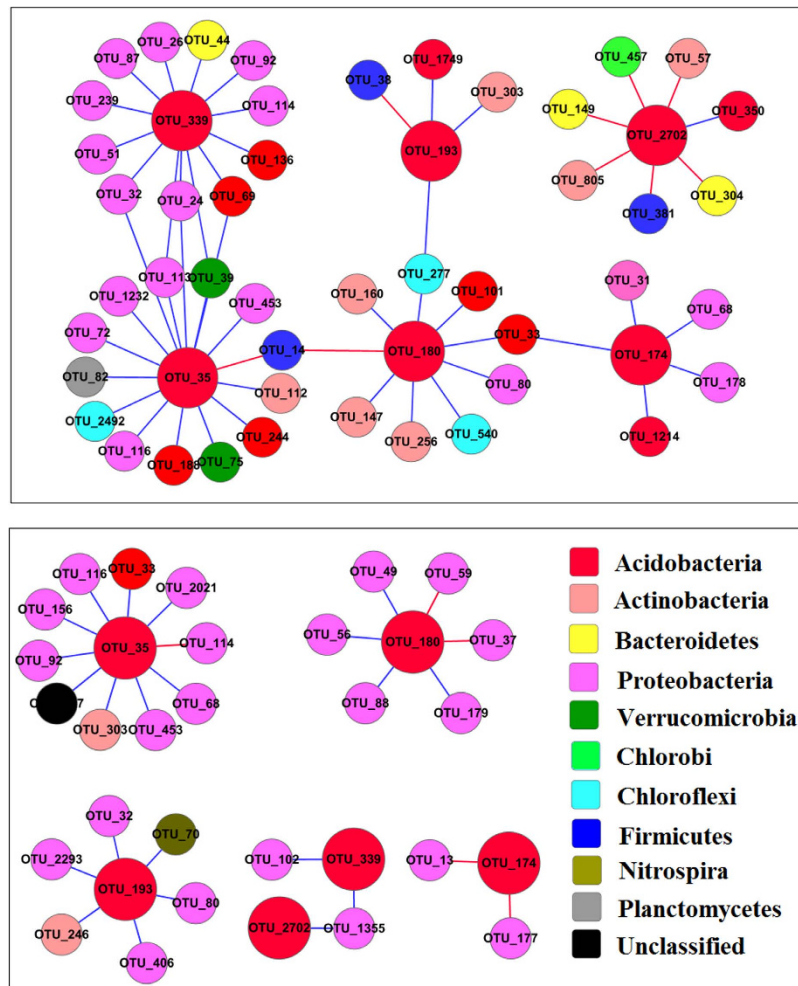 OTU_26
OTU_44
OTU_87
OTU_92
OTU_239
OTU_339
OTU_114
OTU_51
OTU_136
OTU_32
OTU_24
OTU_69
OTU_113
OTU_39
OTU_1232
OTU_453
OTU_72
OTU_14
OTU_82
OTU_35
OTU_112
OTU_2492
OTU_116
OTU_188
OTU_75
OTU_244
OTU_1749
OTU_38
OTU_303
OTU_193
OTU_277
OTU_160
OTU_101
OTU_180
OTU_33
OTU_80
OTU_147
OTU_256
OTU_540
OTU_457
OTU_57
OTU_149
OTU_350
OTU_2702
OTU_805
OTU_381
OTU_304
OTU_31
OTU_68
OTU_174
OTU_178
OTU_1214
OTU_116
OTU_33
OTU_2021
OTU_156
OTU_35
OTU_114
OTU_92
OTU_68
OTU_303
OTU_453
OTU_49
OTU_59
OTU_56
OTU_180
OTU_37
OTU_88
OTU_179
OTU_32
OTU_70
OTU_2293
OTU_193
OTU_80
OTU_246
OTU_406
OTU_102
OTU_339
OTU_2702
OTU_1355
OTU_13
OTU_174
OTU_177
Acidobacteria
Actinobacteria
Bacteroidetes
Proteobacteria
Verrucomicrobia
Chlorobi
Chloroflexi
Firmicutes
Nitrospira
Planctomycetes
Unclassified